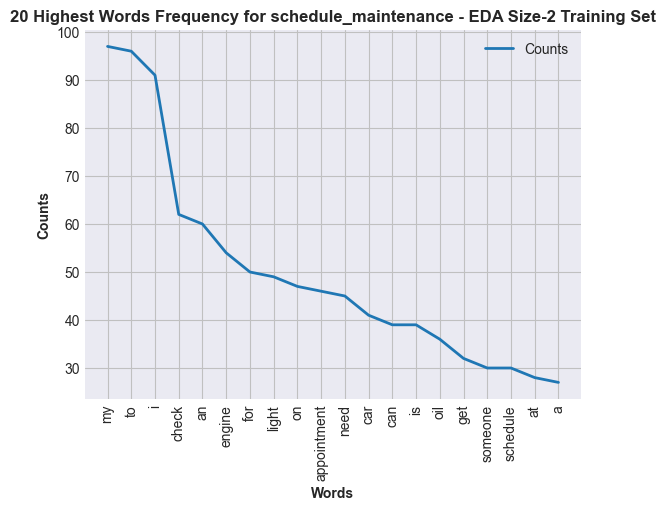 20 Highest Words Frequency for schedule_maintenance - EDA Size-2 Training Set
Counts
100
90
80
70
60
50
40
30
Counts
my
to
i
check
an
engine
for
light
on
appointment
need
car
can
is
oil
get
someone
schedule
at
a
Words